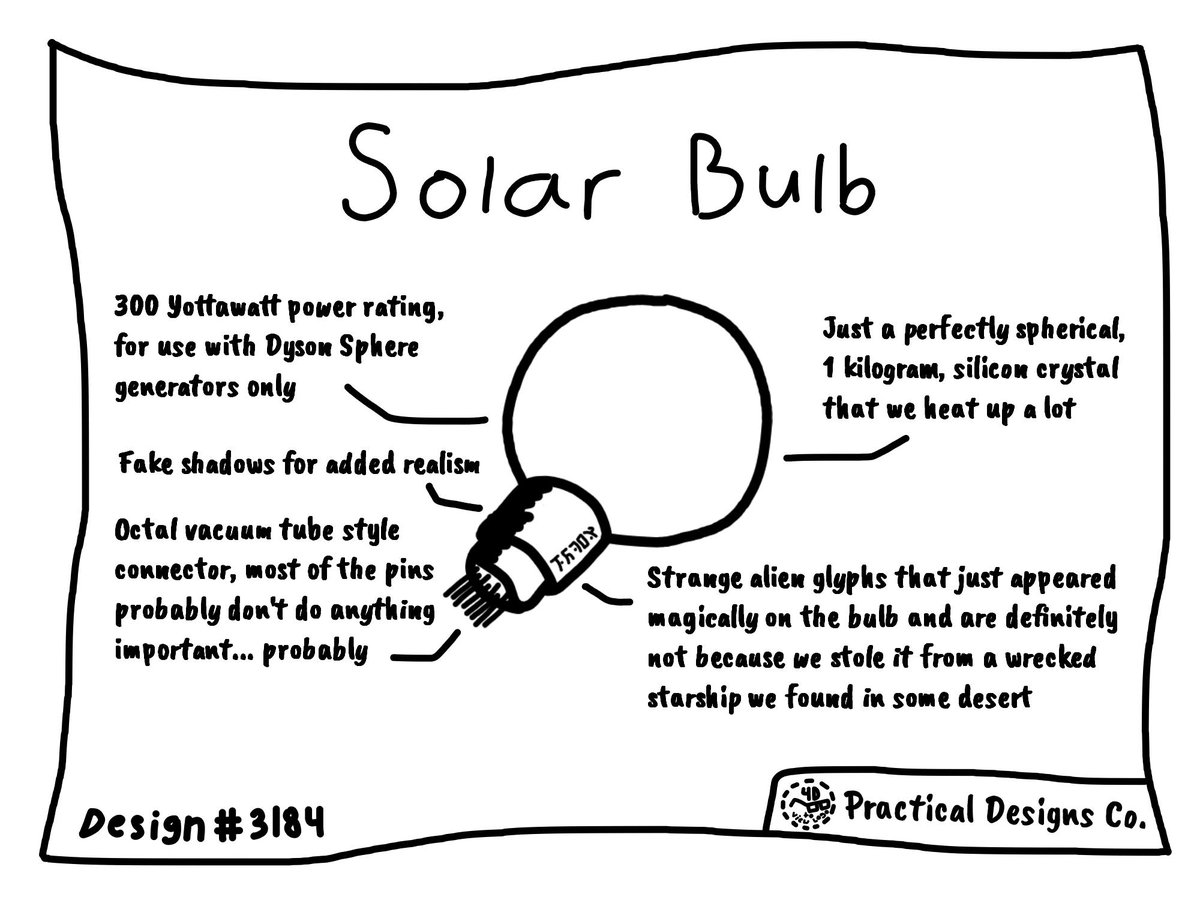 Solar Bulb
300 Yottawatt power rating,
for use with Dyson Sphere
generators only
Just a perfectly spherical,
1 kilogram, silicon crystal
that we heat up a lot
Fake shadows for added realism
Octal vacuum tube style
connector, most of the pins
probably don't do anything
important... probably
Strange alien glyphs that just appeared
magically on the bulb and are definitely
not because we stole it from a wrecked
starship we found in some desert
Design #3184
4D
Practical Designs Co.